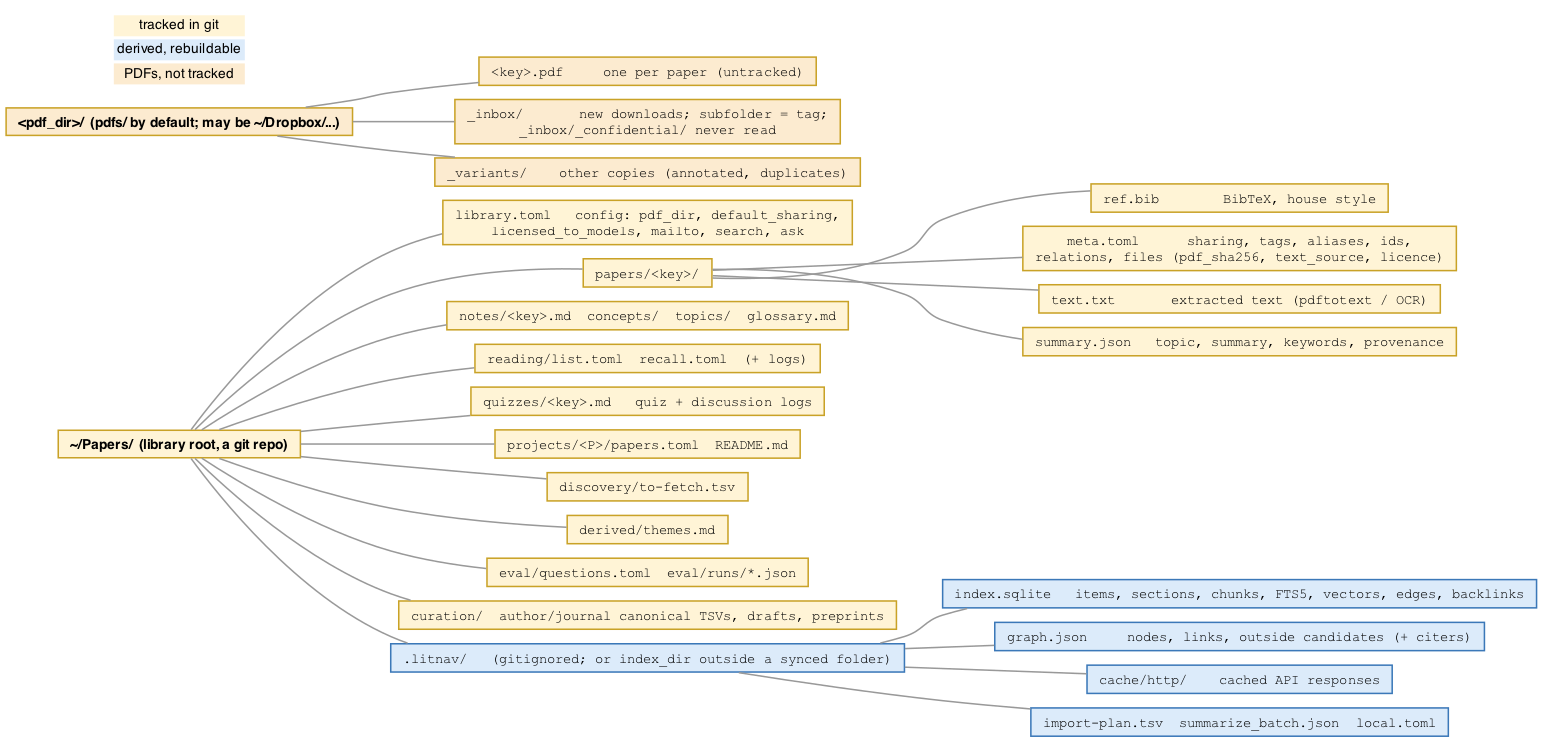 tracked in git
derived, rebuildable
PDFs, not tracked
<pdf_dir>/ (pdfs/ by default; may be ~/Dropbox/...)
<key>.pdf     one per paper (untracked)
_inbox/       new downloads; subfolder = tag;
_inbox/_confidential/ never read
_variants/    other copies (annotated, duplicates)
~/Papers/ (library root, a git repo)
library.toml   config: pdf_dir, default_sharing,
licensed_to_models, mailto, search, ask
papers/<key>/
ref.bib        BibTeX, house style
meta.toml      sharing, tags, aliases, ids,
relations, files (pdf_sha256, text_source, licence)
text.txt       extracted text (pdftotext / OCR)
summary.json   topic, summary, keywords, provenance
notes/<key>.md  concepts/  topics/  glossary.md
reading/list.toml  recall.toml  (+ logs)
quizzes/<key>.md   quiz + discussion logs
projects/<P>/papers.toml  README.md
discovery/to-fetch.tsv
derived/themes.md
eval/questions.toml  eval/runs/*.json
curation/  author/journal canonical TSVs, drafts, preprints
.litnav/   (gitignored; or index_dir outside a synced folder)
index.sqlite   items, sections, chunks, FTS5, vectors, edges, backlinks
graph.json     nodes, links, outside candidates (+ citers)
cache/http/    cached API responses
import-plan.tsv  summarize_batch.json  local.toml